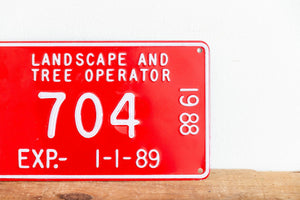 LANDSCAPE AND
TREE OPERATOR
704
1988
EXP.- 1-1-89